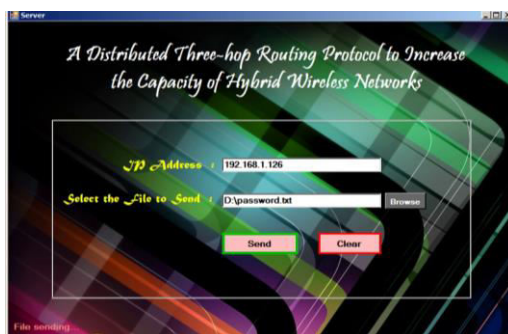 Server
A Distributed Three-hop Routing Protocol to Increase
the Capacity of Hybrid Wireless Networks
IP Address : 192.168.1.126
Select the File to Send : D:\password.txt Browse
Send Clear
File sending...